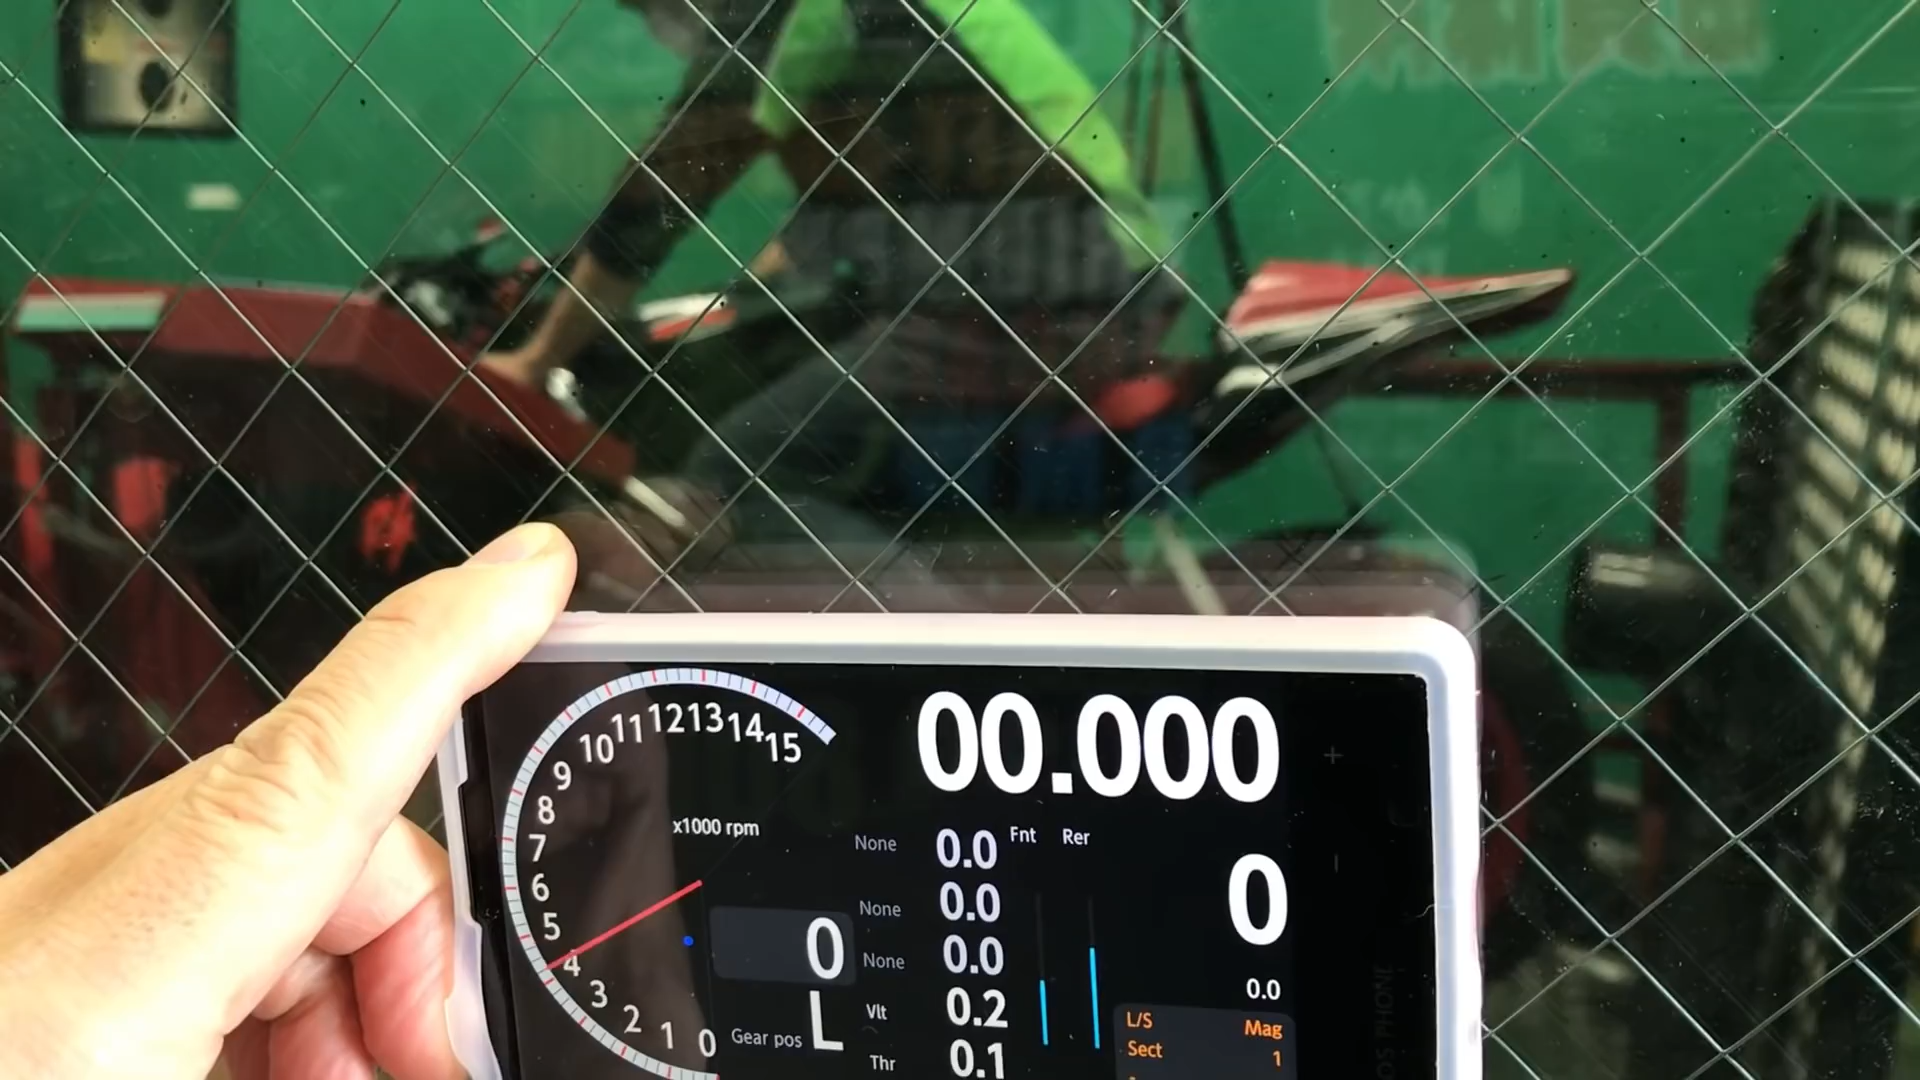 00.000
15
14
13
12
11
10
9
8
7
6
5
4
3
2
1
0
x1000 rpm
None 0.0 Fnt Rer
None 0.0
0
None 0.0
0
0.0
Vlt 0.2
Gear pos L
Thr 0.1
L/S Mag
Sect 1
OS PHONE